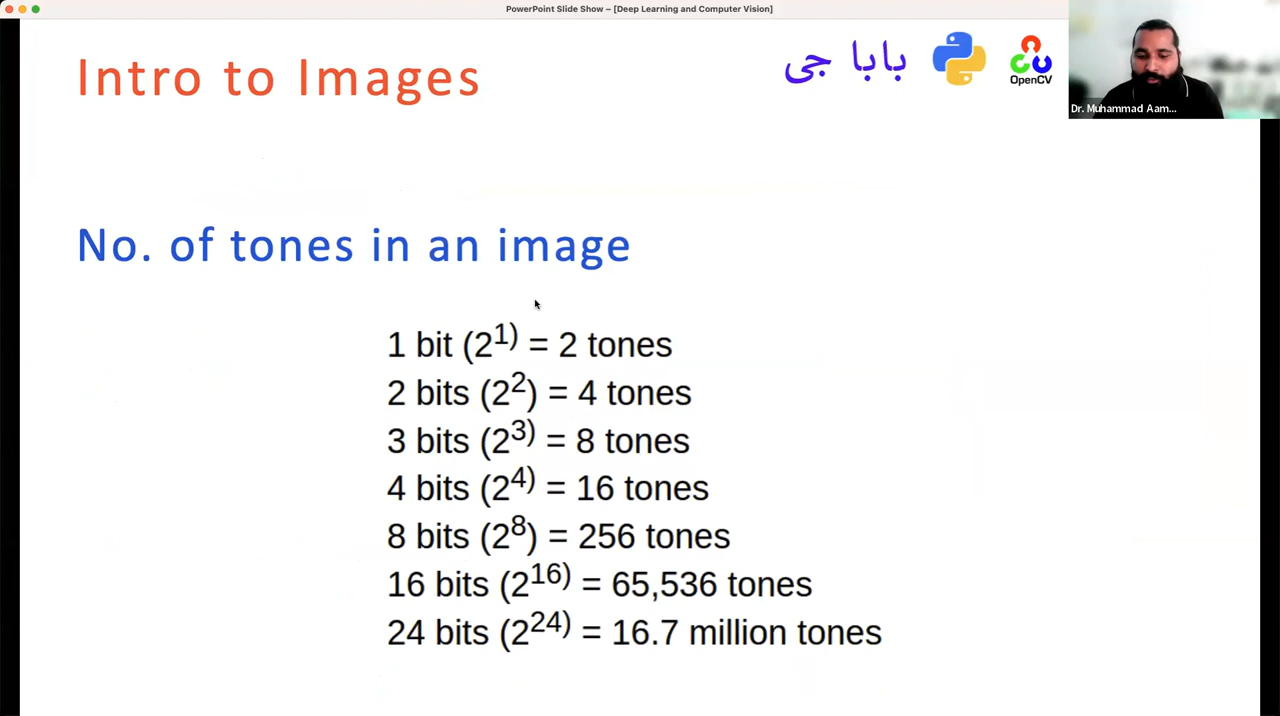 PowerPoint Slide Show – [Deep Learning and Computer Vision]
Intro to Images
بابا جی
OpenCV
Dr. Muhammad Aam...
No. of tones in an image
1 bit (2^1) = 2 tones
2 bits (2^2) = 4 tones
3 bits (2^3) = 8 tones
4 bits (2^4) = 16 tones
8 bits (2^8) = 256 tones
16 bits (2^16) = 65,536 tones
24 bits (2^24) = 16.7 million tones